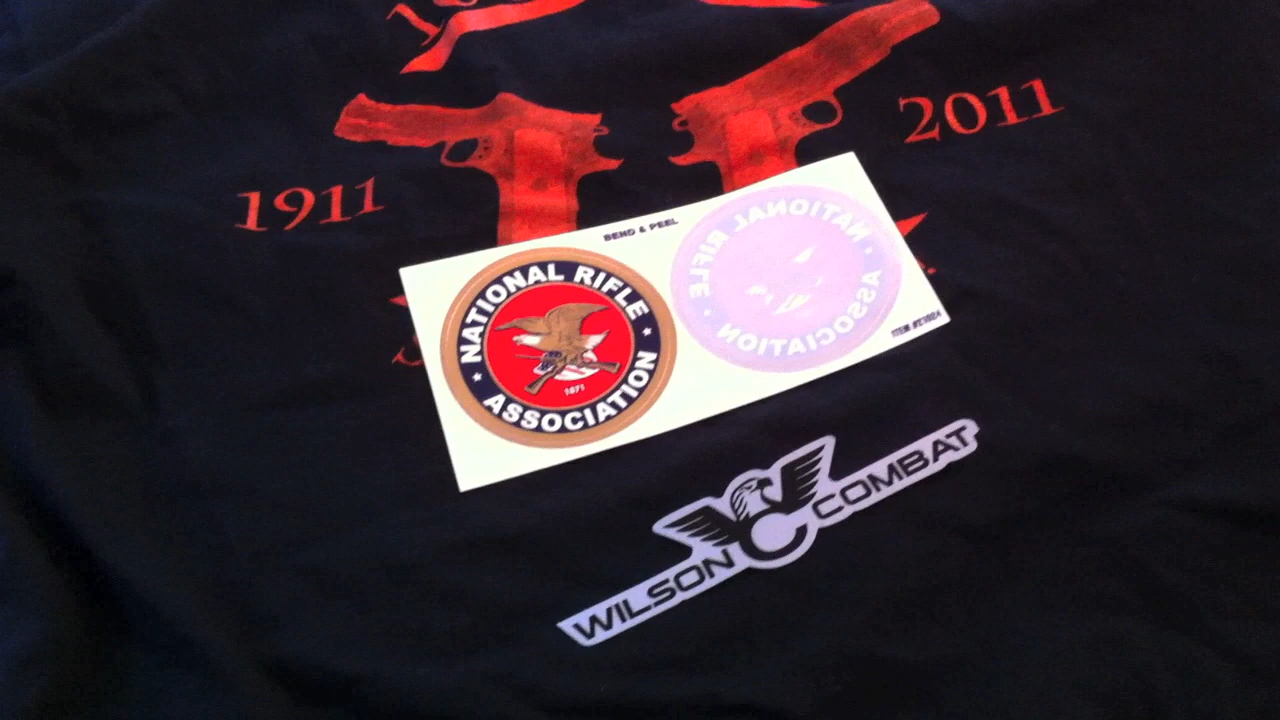 1911
2011
BEND & PEEL
NATIONAL RIFLE
ASSOCIATION
1871
NATIONAL RIFLE
ASSOCIATION
WILSON COMBAT